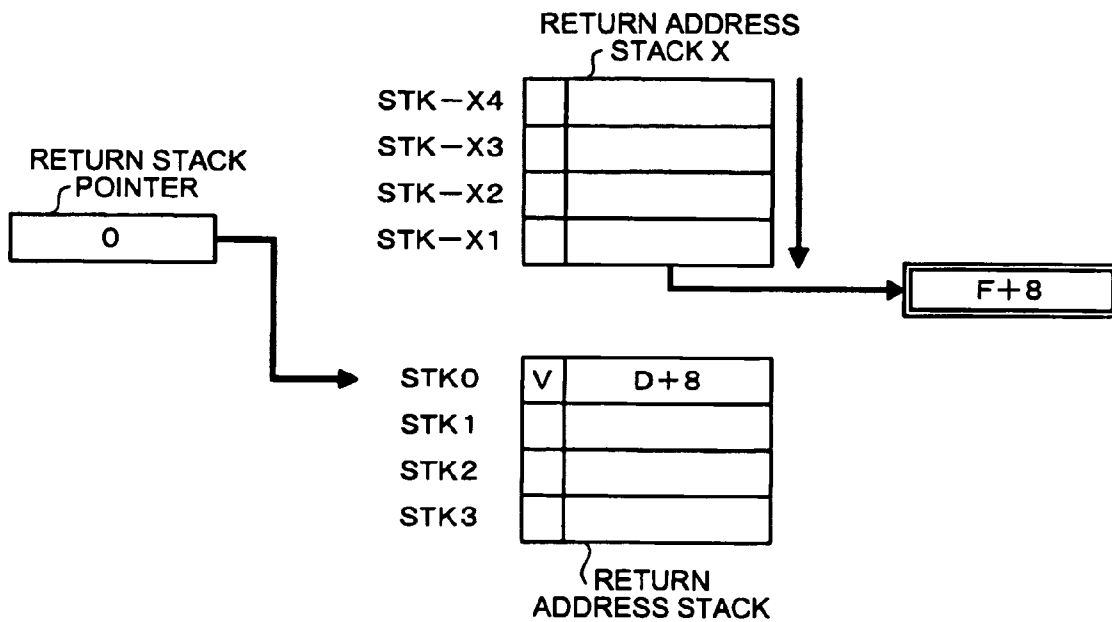 RETURN ADDRESS
STACK X
STK-X4
STK-X3
STK-X2
STK-X1
RETURN STACK
POINTER
0
F+8
STK0 V D+8
STK1
STK2
STK3
RETURN
ADDRESS STACK